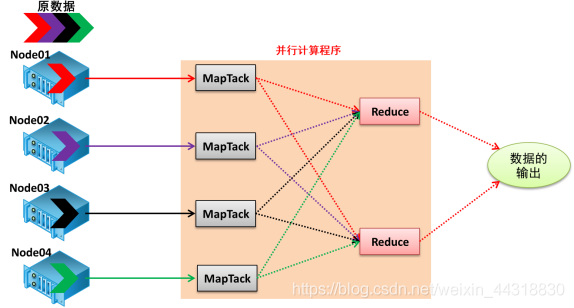 原数据
并行计算程序
Node01
MapTack
Node02
MapTack
Reduce
数据的
输出
Node03
MapTack
Reduce
Node04
MapTack
https://blog.csdn.net/weixin_44318830